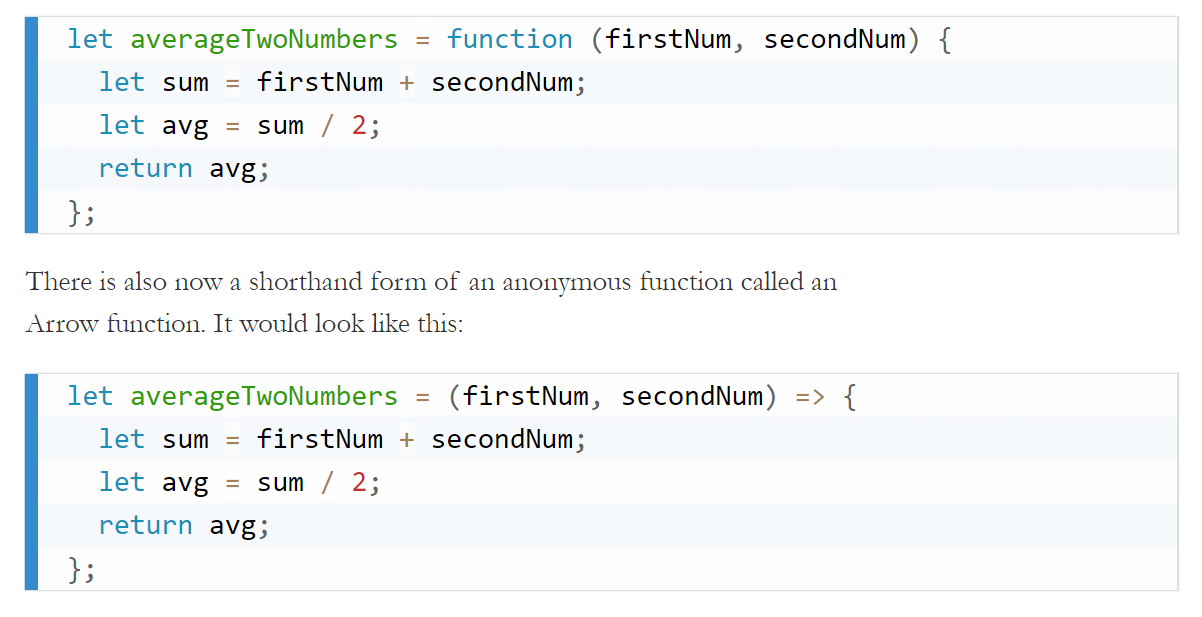 let averageTwoNumbers = function (firstNum, secondNum) {
  let sum = firstNum + secondNum;
  let avg = sum / 2;
  return avg;
};
There is also now a shorthand form of an anonymous function called an
Arrow function. It would look like this:
let averageTwoNumbers = (firstNum, secondNum) => {
  let sum = firstNum + secondNum;
  let avg = sum / 2;
  return avg;
};